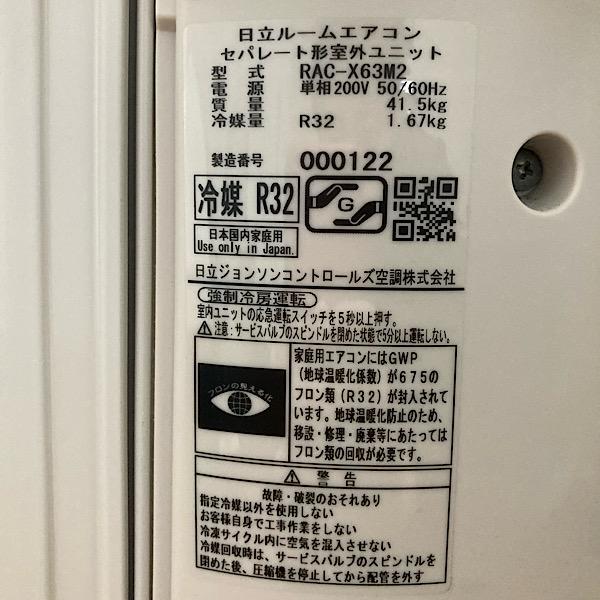 日立ルームエアコン
セパレート形室外ユニット
型式 RAC-X63M2
電源 単相200V 50/60Hz
質量 41.5kg
冷媒量 R32 1.67kg
製造番号 000122
冷媒 R32
G
日本国内家庭用
Use only in Japan.
日立ジョンソンコントロールズ空調株式会社
強制冷房運転
室内ユニットの応急運転スイッチを5秒以上押す。
注意:サービスバルブのスピンドルを閉めた状態で5分以上運転しない。
フロンの見える化
家庭用エアコンにはGWP
(地球温暖化係数)が675の
フロン類(R32)が封入されて
います。地球温暖化防止のため、
移設・修理・廃棄等にあたっては
フロン類の回収が必要です。
警告
故障・破裂のおそれあり
指定冷媒以外を使用しない
お客様自身で工事作業をしない
冷凍サイクル内に空気を混入させない
冷媒回収時は、サービスバルブのスピンドルを
閉めた後、圧縮機を停止してから配管を外す